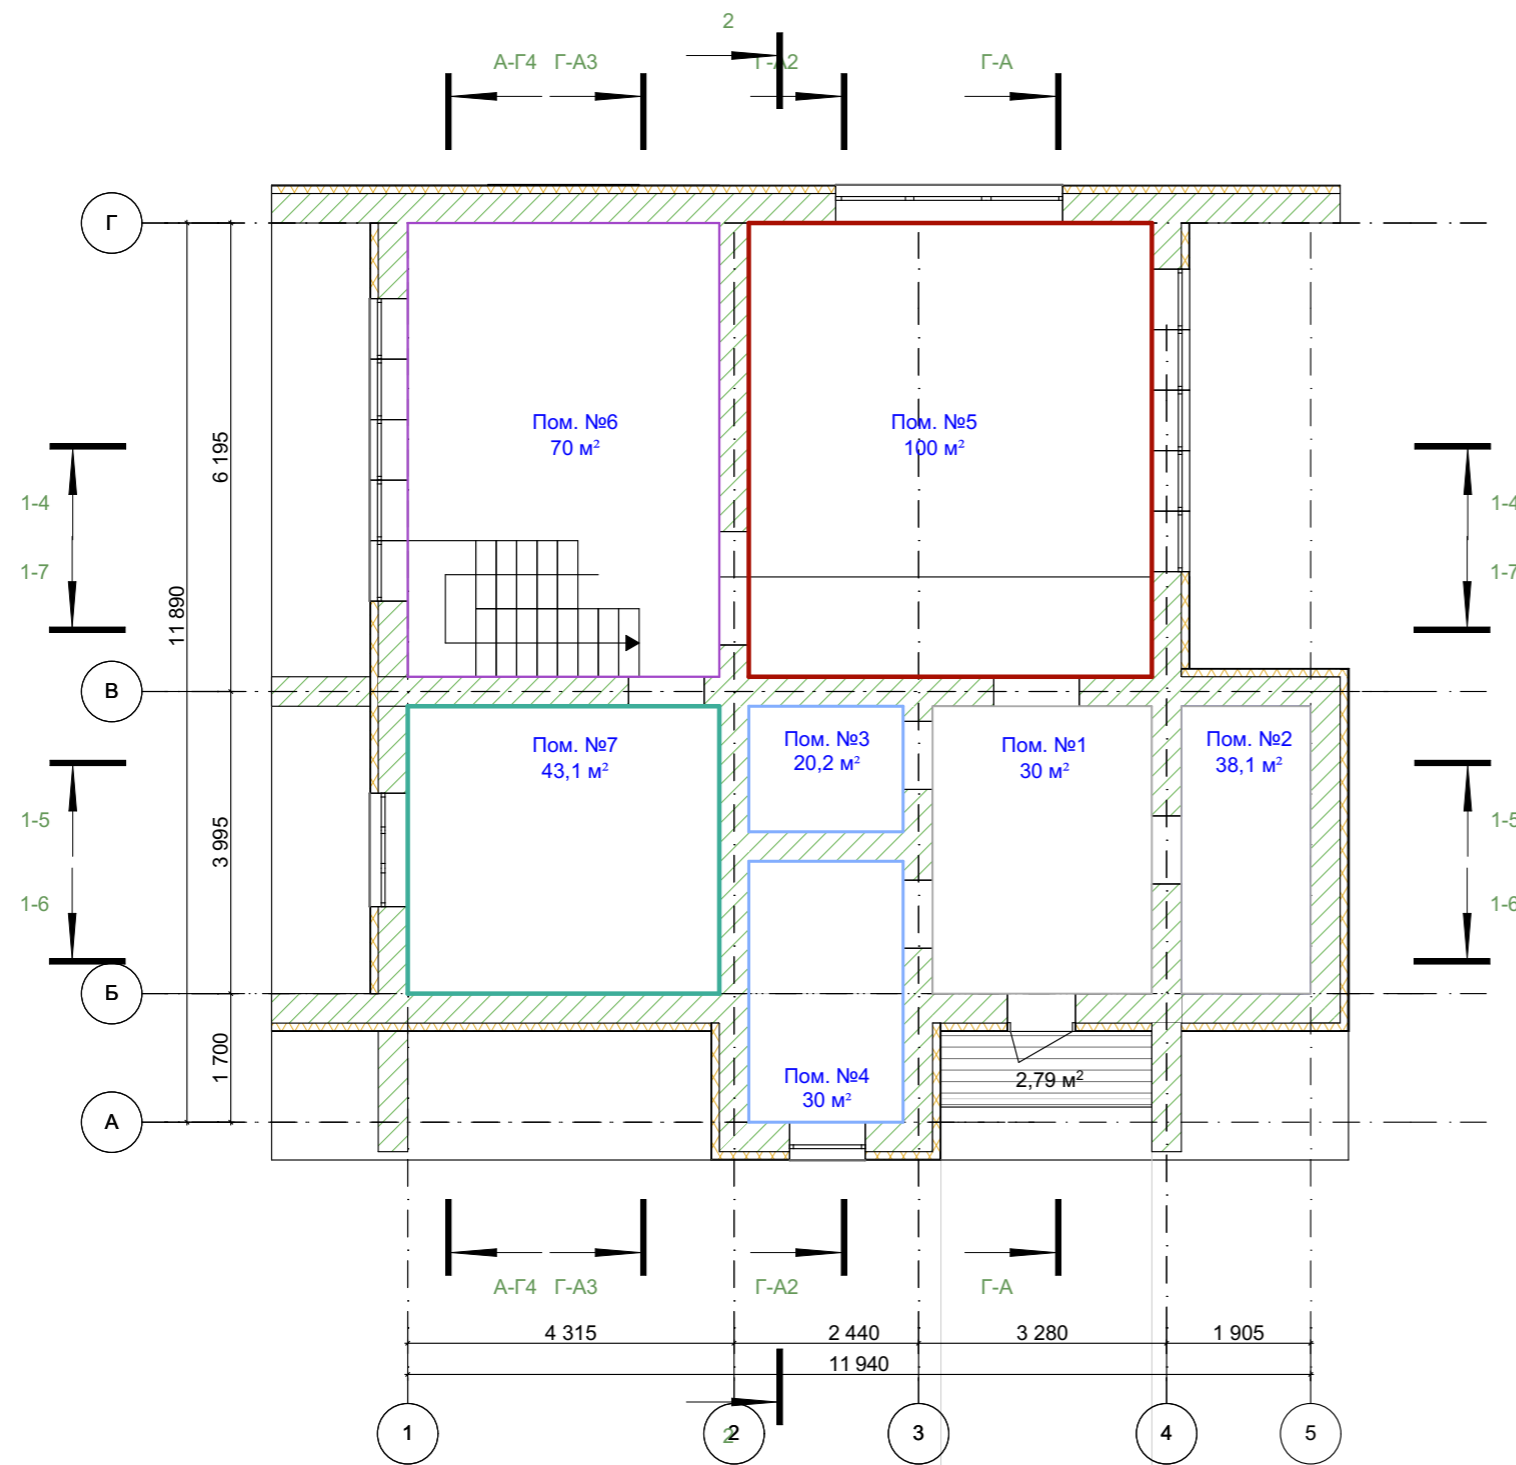 2
А-Г4 Г-А3 Г-А2 Г-А
Г
Пом. №6
70 м²
Пом. №5
100 м²
6 195
11 890
1-4
1-7
1-4
1-7
В
Пом. №7
43,1 м²
Пом. №3
20,2 м²
Пом. №1
30 м²
Пом. №2
38,1 м²
3 995
1-5
1-6
1-5
1-6
Б
1 700
Пом. №4
30 м²
2,79 м²
А
А-Г4 Г-А3 Г-А2 Г-А
4 315 2 440 3 280 1 905
11 940
1 2 3 4 5
2